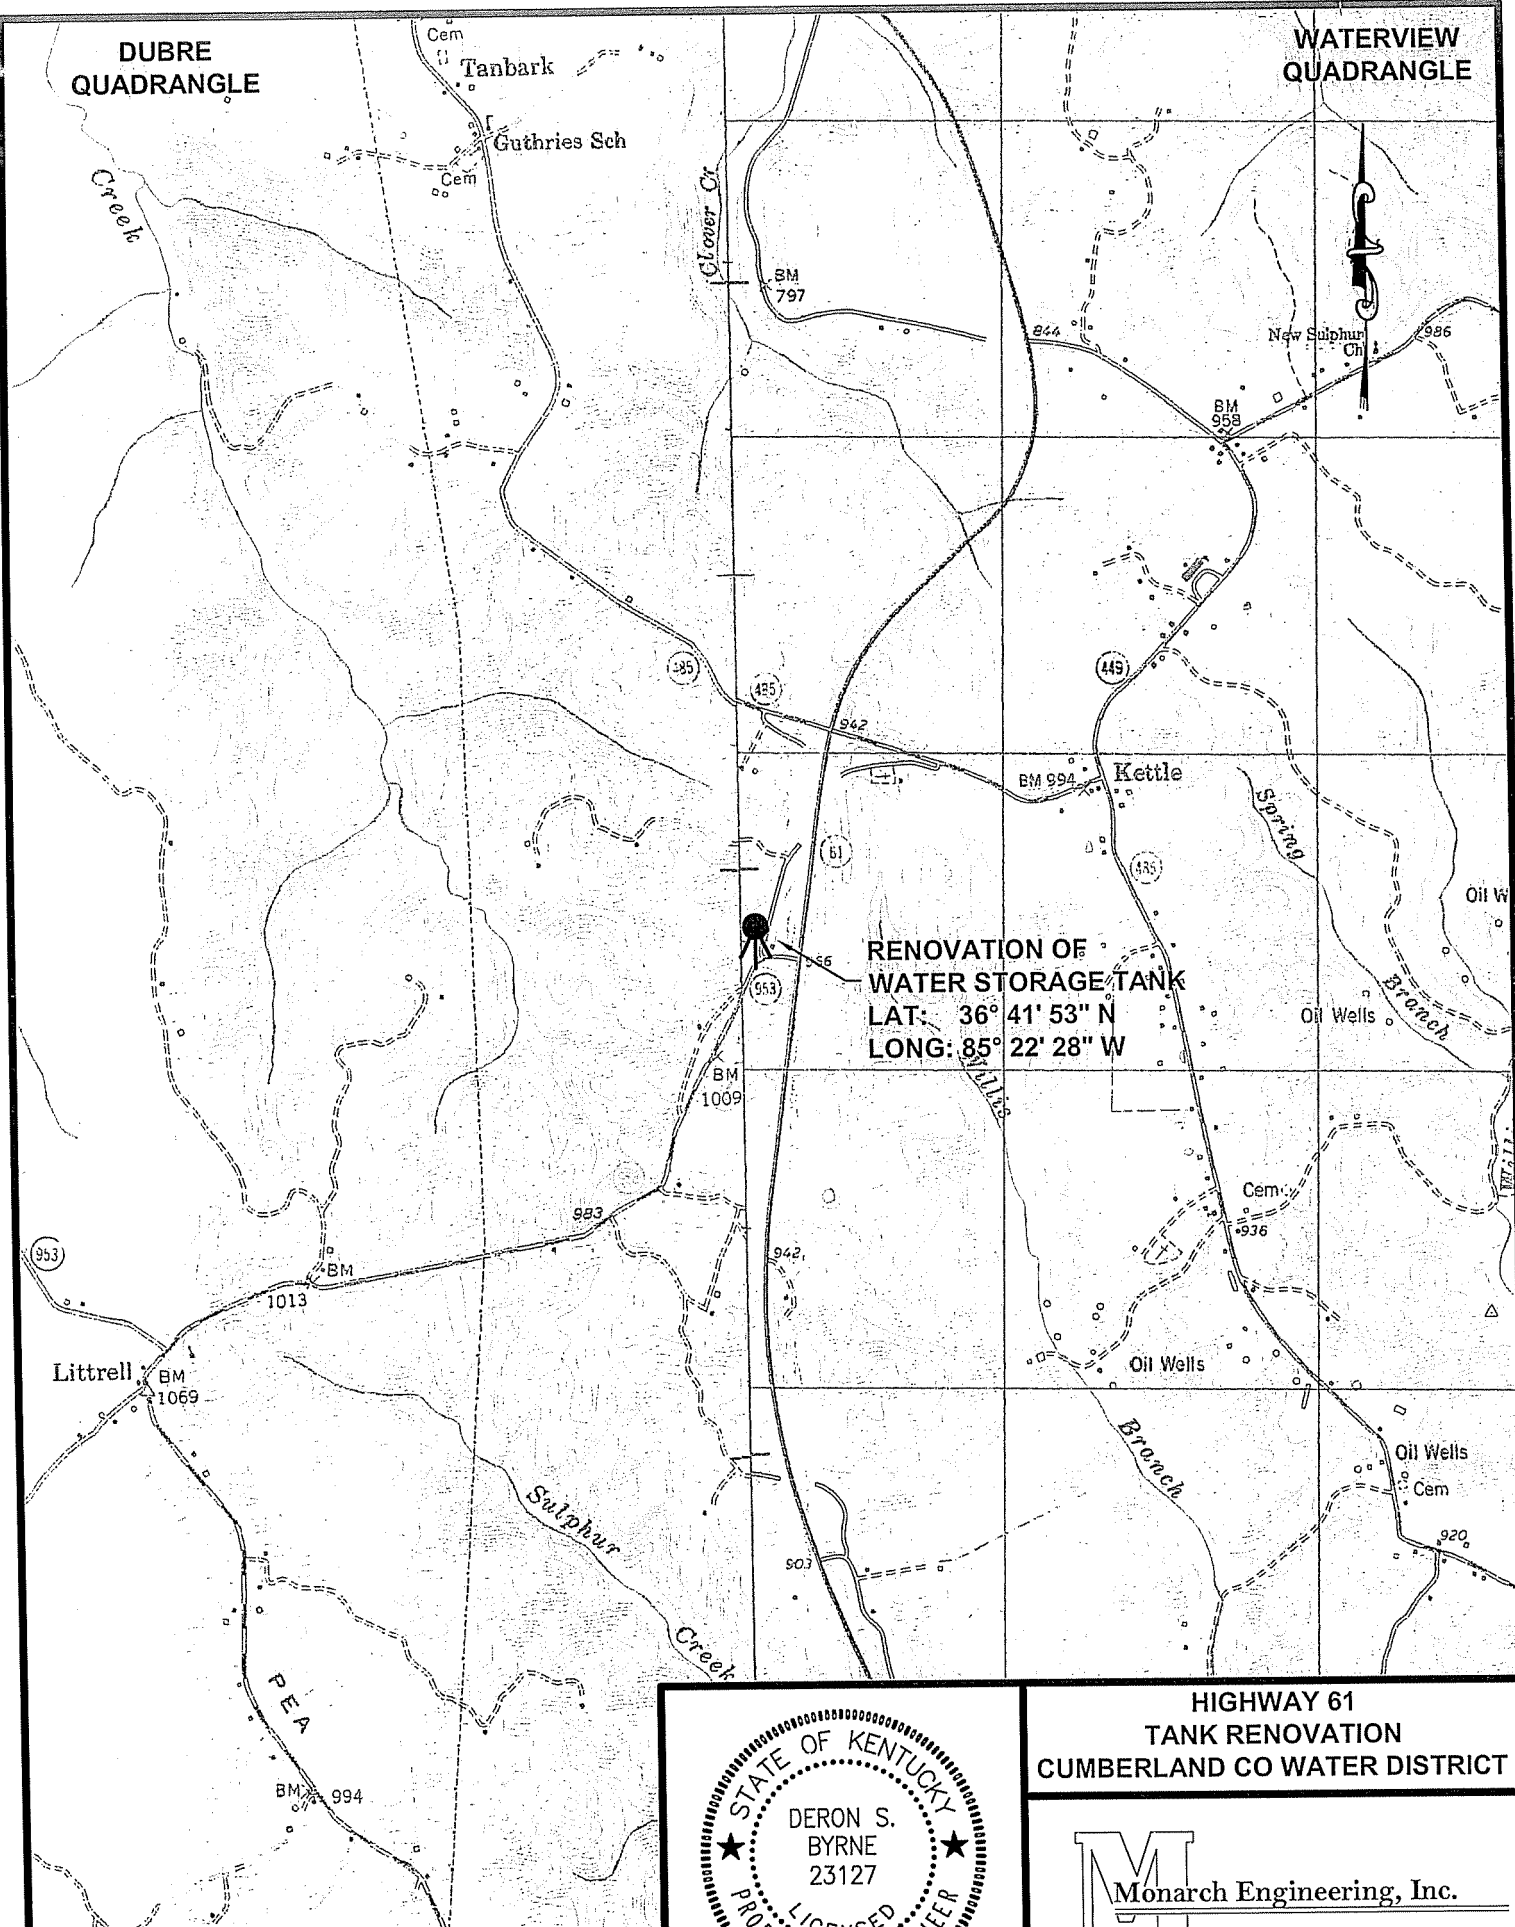 DUBRE
QUADRANGLE
WATERVIEW
QUADRANGLE
Cem
Tanbark
Guthries Sch
Cem
Creek
Clover Cr
BM
797
844
New Sulphur
Ch
986
BM
958
485
485
449
942
BM 994
Kettle
Spring
61
485
Oil W
RENOVATION OF
WATER STORAGE TANK
LAT: 36° 41' 53" N
LONG: 85° 22' 28" W
953
Oil Wells
Branch
BM
1009
Willis
Cem
936
983
942
953
BM
1013
Littrell
BM
1069
Oil Wells
Branch
Oil Wells
Cem
Sulphur
Creek
903
920
PEA
BM
994
STATE OF KENTUCKY
DERON S.
BYRNE
23127
LICENSED
HIGHWAY 61
TANK RENOVATION
CUMBERLAND CO WATER DISTRICT
M
Monarch Engineering, Inc.